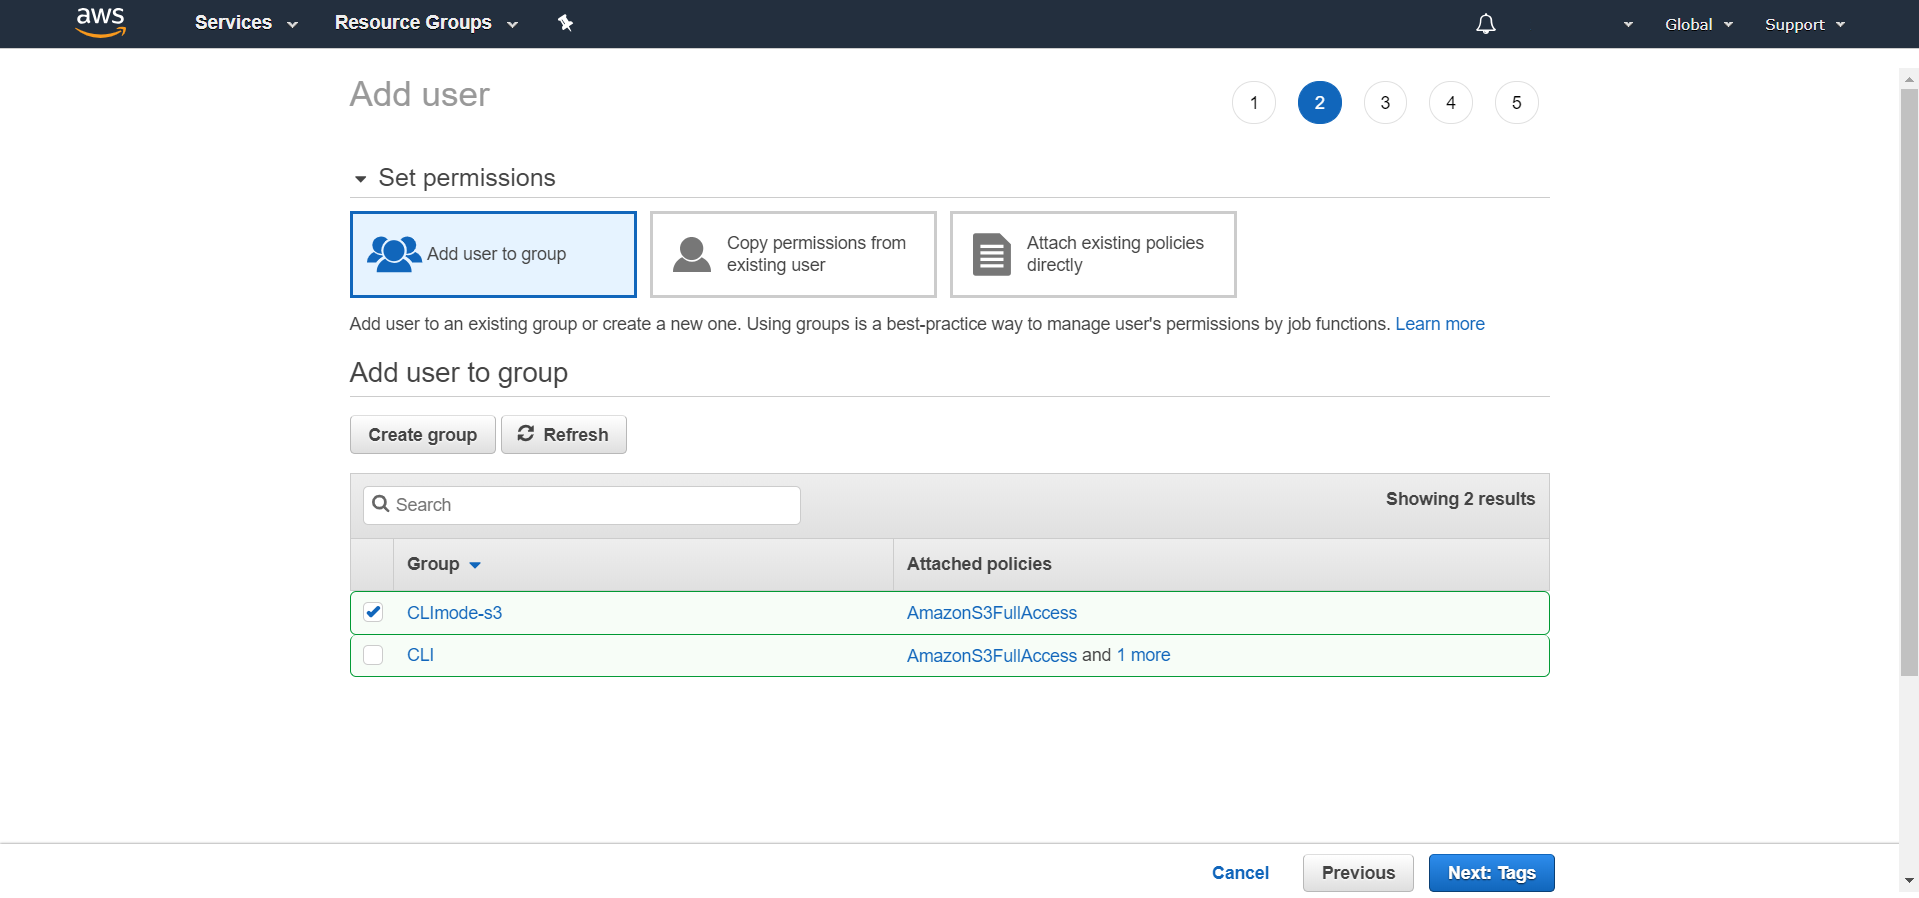 aws Services Resource Groups Global Support
Add user 1 2 3 4 5
Set permissions
Add user to group
Copy permissions from
existing user
Attach existing policies
directly
Add user to an existing group or create a new one. Using groups is a best-practice way to manage user's permissions by job functions. Learn more
Add user to group
Create group Refresh
Search Showing 2 results
Group Attached policies
CLImode-s3 AmazonS3FullAccess
CLI AmazonS3FullAccess and 1 more
Cancel Previous Next: Tags